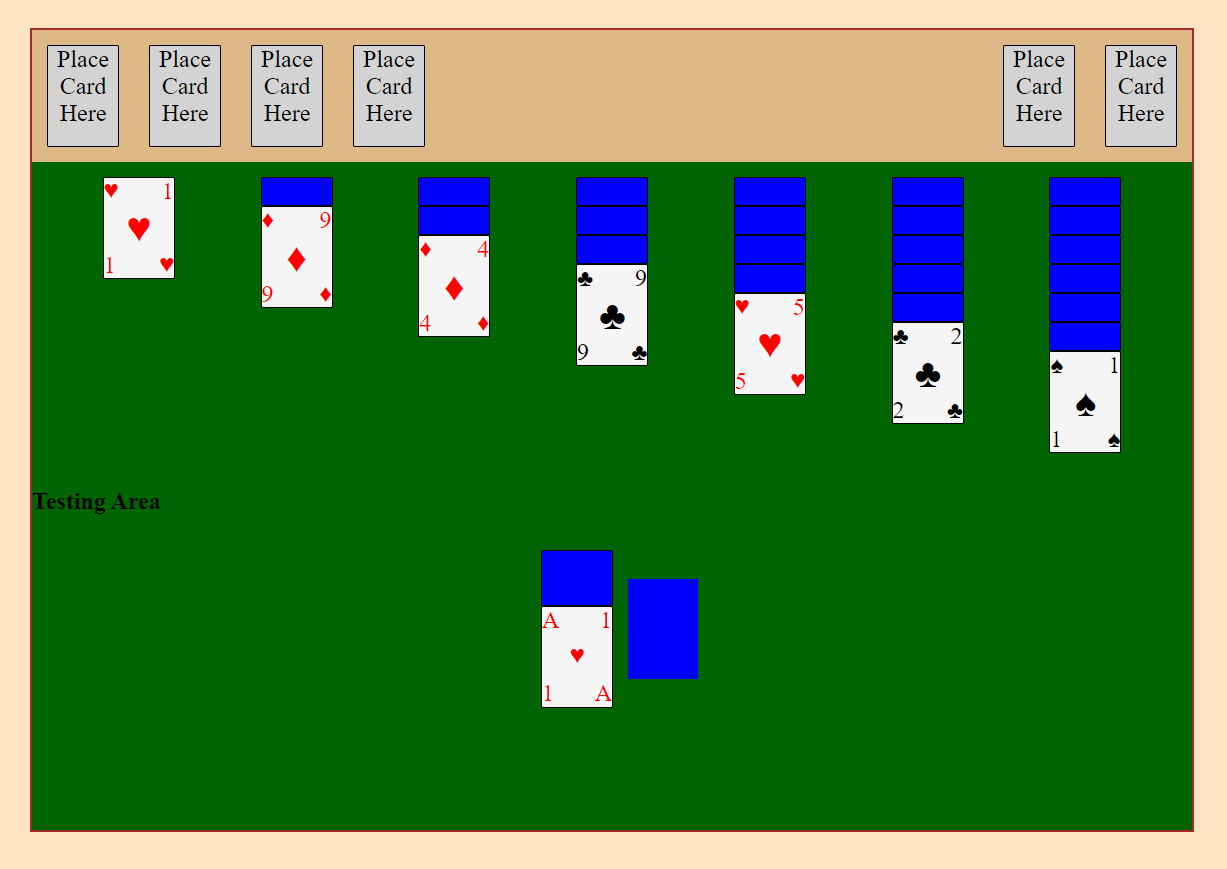 Place Card Here
Place Card Here
Place Card Here
Place Card Here
Place Card Here
Place Card Here
♥ 1
♥
1 ♥
♦ 9
♦
9 ♦
♦ 4
♦
4 ♦
♣ 9
♣
9 ♣
♥ 5
♥
5 ♥
♣ 2
♣
2 ♣
♠ 1
♠
1 ♠
Testing Area
A 1
♥
1 A